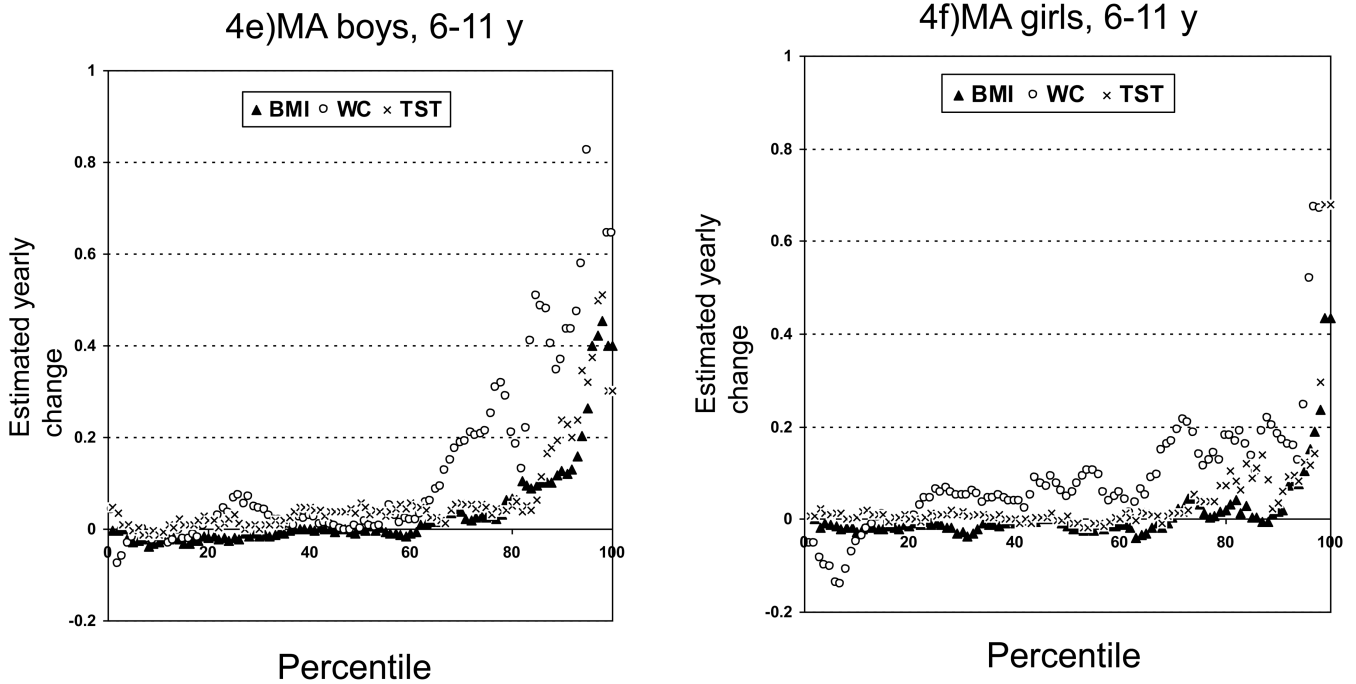 4e)MA boys, 6-11 y
BMI WC TST
1
0.8
0.6
0.4
0.2
0
-0.2
0 20 40 60 80 100
Estimated yearly
change
Percentile
4f)MA girls, 6-11 y
BMI WC TST
1
0.8
0.6
0.4
0.2
0
-0.2
0 20 40 60 80 100
Estimated yearly
change
Percentile